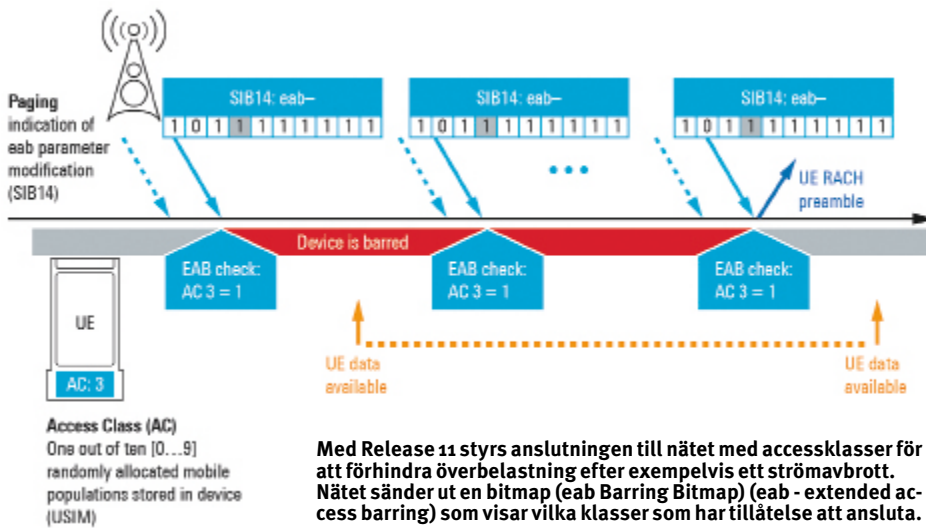 Paging
indication of
eab parameter
modification
(SIB14)
SIB14: eab–
1 0 1 1 1 1 1 1 1 1
SIB14: eab–
1 0 1 1 1 1 1 1 1 1
SIB14: eab–
1 0 1 1 1 1 1 1 1 1
UE RACH
preamble
Device is barred
EAB check:
AC 3 = 1
EAB check:
AC 3 = 1
EAB check:
AC 3 = 1
UE
AC: 3
UE data
available
UE data
available
Access Class (AC)
One out of ten [0...9]
randomly allocated mobile
populations stored in device
(USIM)
Med Release 11 styrs anslutningen till nätet med accessklasser för
att förhindra överbelastning efter exempelvis ett strömavbrott.
Nätet sänder ut en bitmap (eab Barring Bitmap) (eab - extended ac-
cess barring) som visar vilka klasser som har tillåtelse att ansluta.